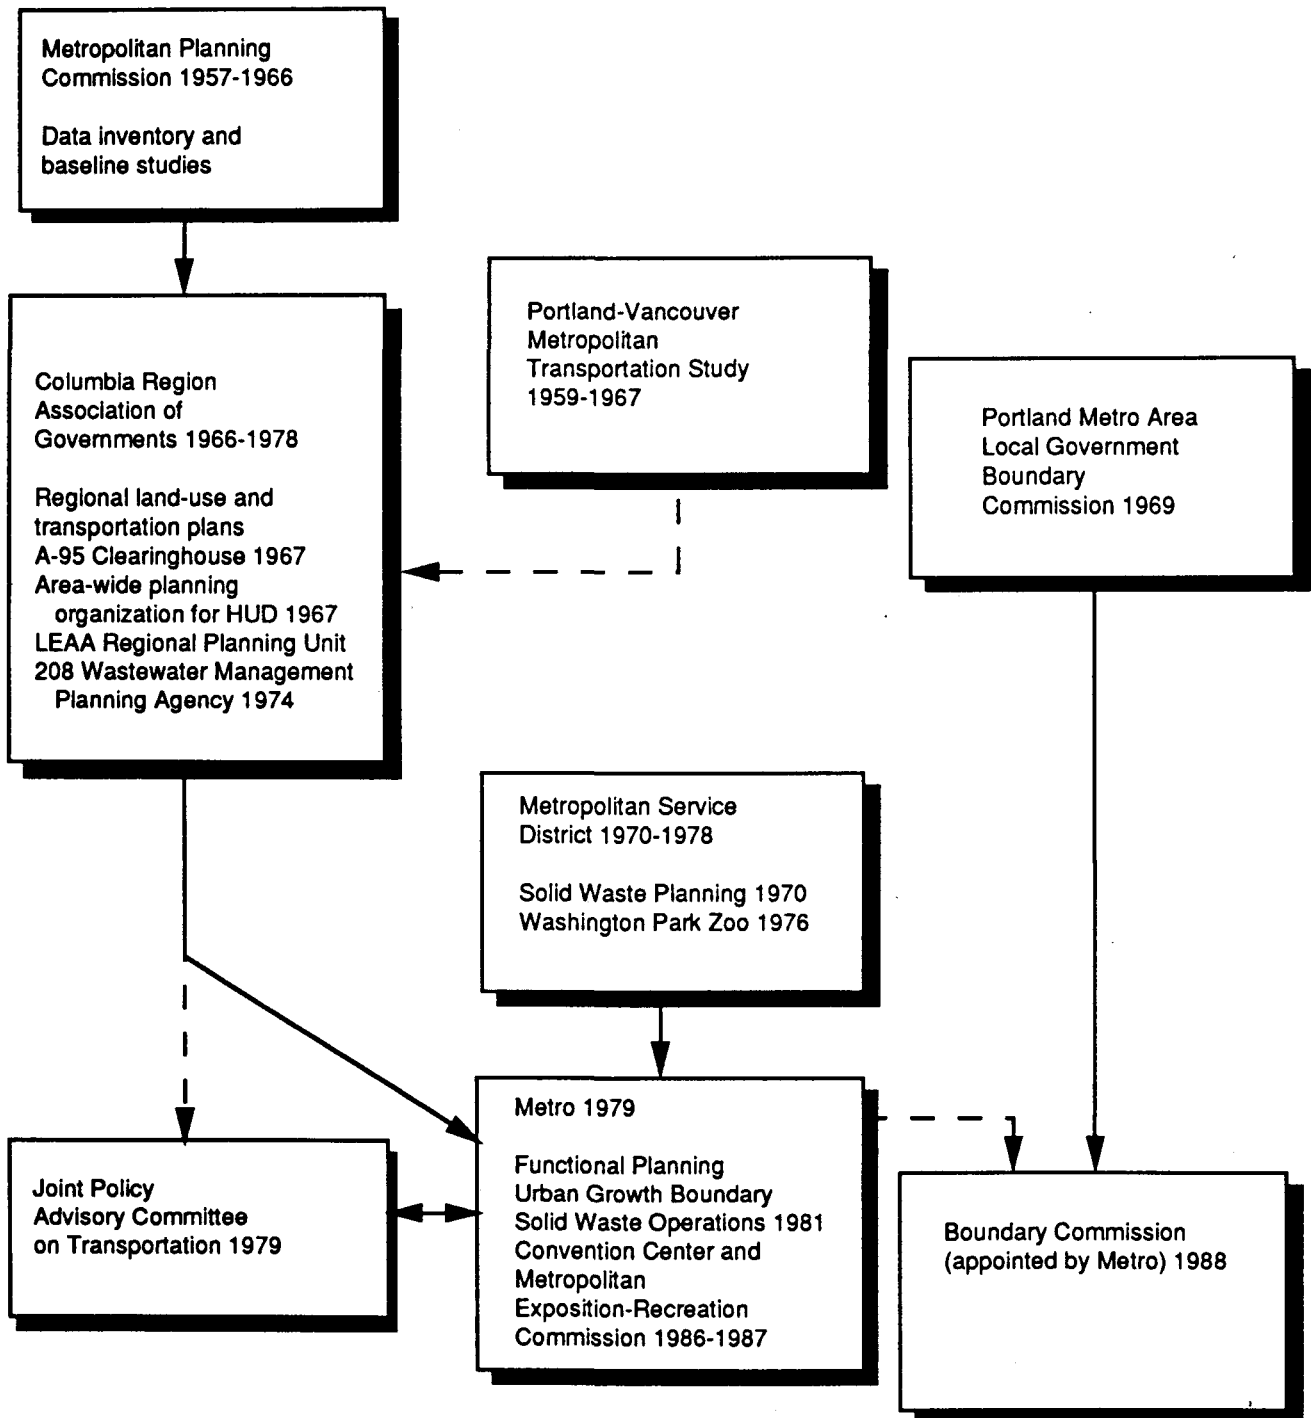 Metropolitan Planning
Commission 1957-1966
Data inventory and
baseline studies
Columbia Region
Association of
Governments 1966-1978
Regional land-use and
transportation plans
A-95 Clearinghouse 1967
Area-wide planning
organization for HUD 1967
LEAA Regional Planning Unit
208 Wastewater Management
Planning Agency 1974
Portland-Vancouver
Metropolitan
Transportation Study
1959-1967
Portland Metro Area
Local Government
Boundary
Commission 1969
Metropolitan Service
District 1970-1978
Solid Waste Planning 1970
Washington Park Zoo 1976
Joint Policy
Advisory Committee
on Transportation 1979
Metro 1979
Functional Planning
Urban Growth Boundary
Solid Waste Operations 1981
Convention Center and
Metropolitan
Exposition-Recreation
Commission 1986-1987
Boundary Commission
(appointed by Metro) 1988